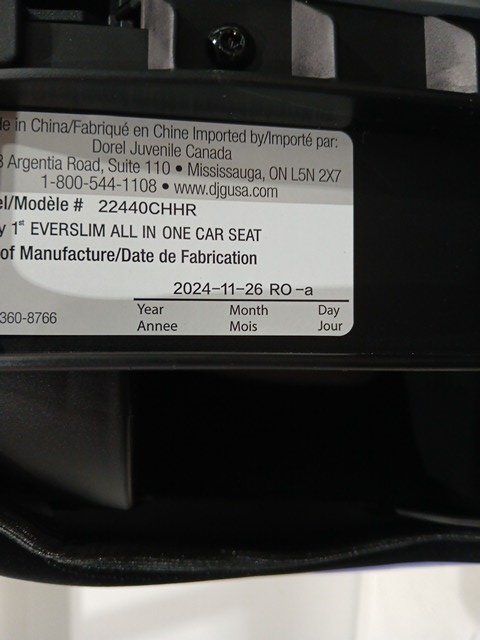 in China/Fabriqué en Chine Imported by/Importé par:
Dorel Juvenile Canada
Argentia Road, Suite 110 • Mississauga, ON L5N 2X7
1-800-544-1108 • www.djgusa.com
/Modèle # 22440CHHR
1st EVERSLIM ALL IN ONE CAR SEAT
of Manufacture/Date de Fabrication
2024-11-26 RO-a
Year Month Day
360-8766 Annee Mois Jour